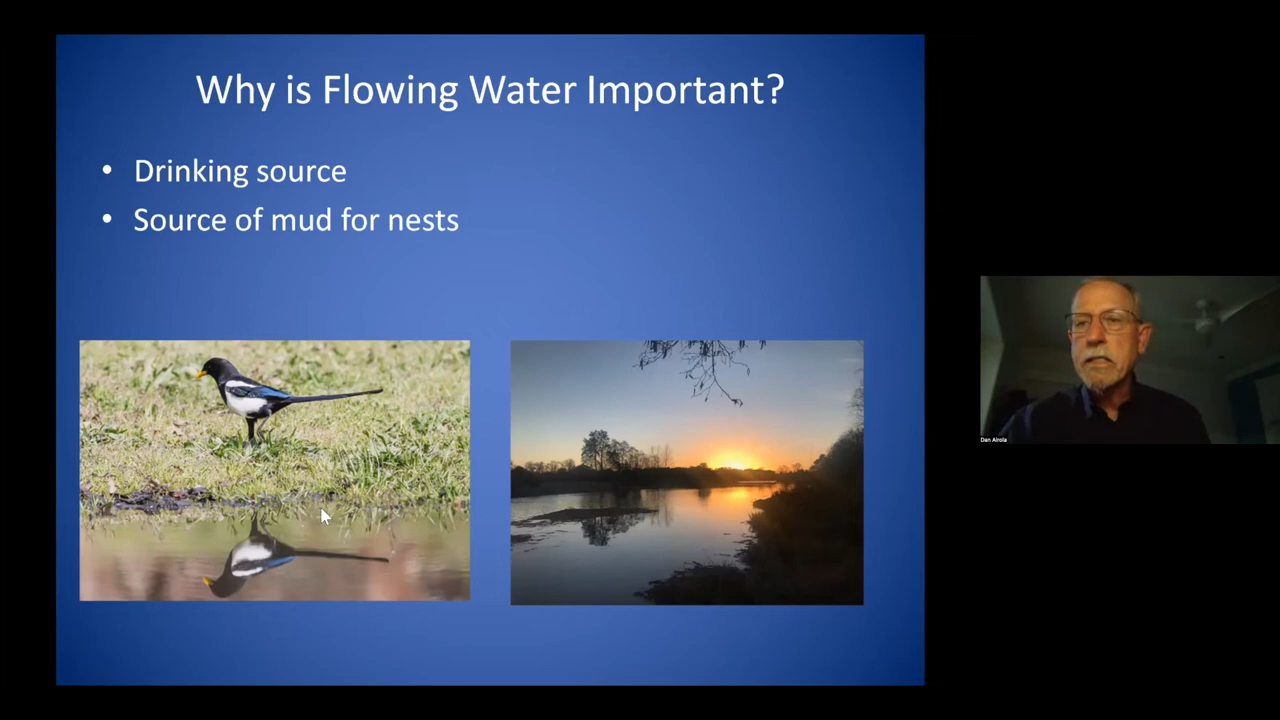 Why is Flowing Water Important?
• Drinking source
• Source of mud for nests
Dan Airola